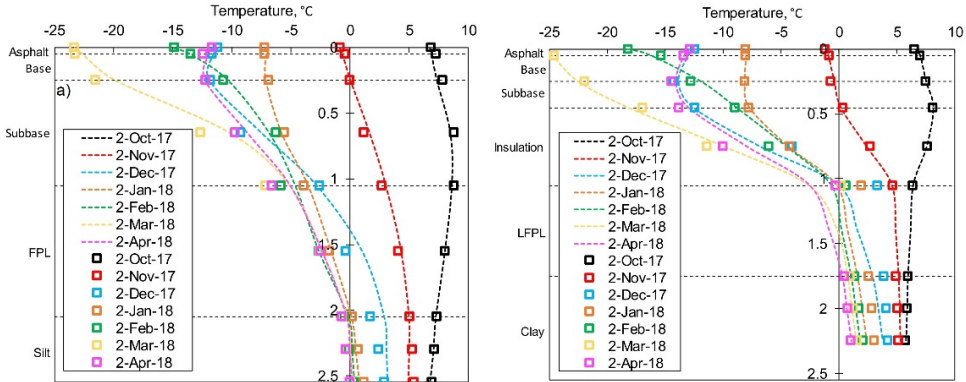 Temperature, °C
-25 -20 -15 -10 -5 0 5 10
Asphalt
Base
a)
Subbase
FPL
Silt
0
0.5
1
1.5
2
2.5
2-Oct-17
2-Nov-17
2-Dec-17
2-Jan-18
2-Feb-18
2-Mar-18
2-Apr-18
2-Oct-17
2-Nov-17
2-Dec-17
2-Jan-18
2-Feb-18
2-Mar-18
2-Apr-18
Temperature, °C
-25 -20 -15 -10 -5 0 5 10
Asphalt
Base
Subbase
Insulation
LFPL
Clay
0.5
1
1.5
2
2.5
2-Oct-17
2-Nov-17
2-Dec-17
2-Jan-18
2-Feb-18
2-Mar-18
2-Apr-18
2-Oct-17
2-Nov-17
2-Dec-17
2-Jan-18
2-Feb-18
2-Mar-18
2-Apr-18